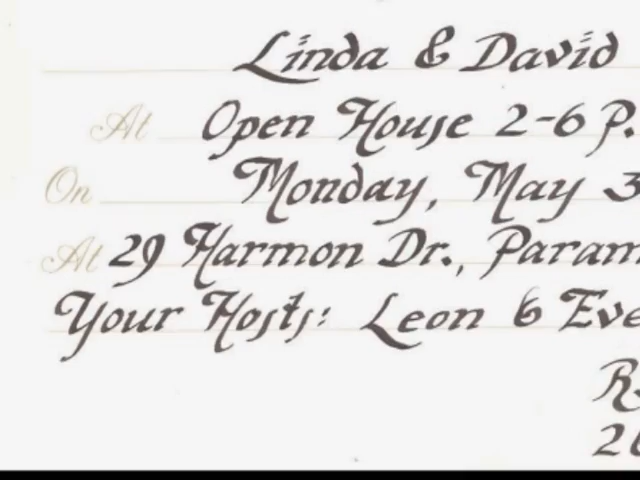 Linda & David
At Open House 2-6 P.
On Monday, May 3
At 29 Harmon Dr., Param
Your Hosts: Leon & Eve
R.
26